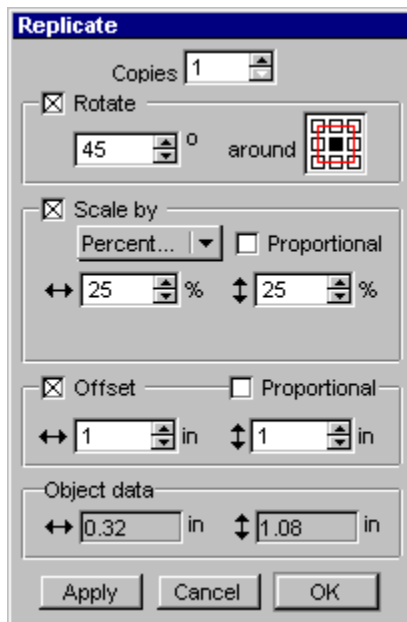 Replicate
Copies 1
Rotate
45 ° around
Scale by
Percent... Proportional
25 % 25 %
Offset Proportional
1 in 1 in
Object data
0.32 in 1.08 in
Apply Cancel OK